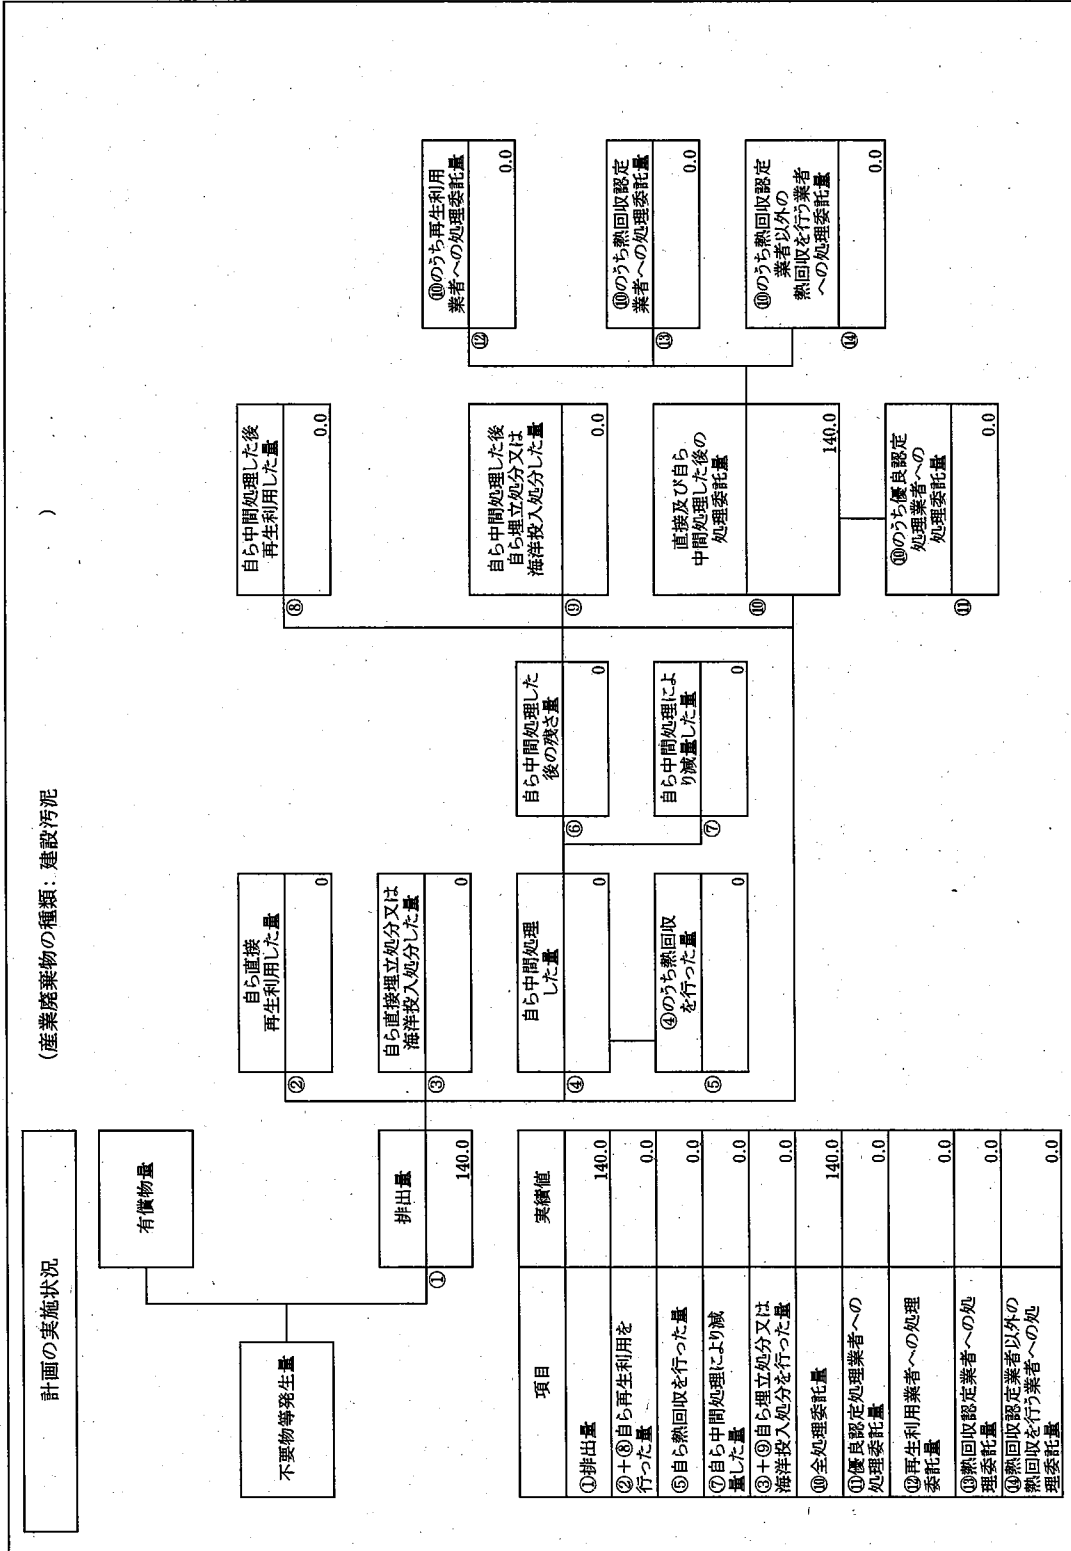 計画の実施状況
(産業廃棄物の種類: 建設汚泥
)
不要物等発生量
有償物量
①
排出量
140.0
②
自ら直接
再生利用した量
0
③
自ら直接埋立処分又は
海洋投入処分した量
0
④
自ら中間処理
した量
0
⑤
④のうち熱回収
を行った量
0
⑥
自ら中間処理した
後の残さ量
0
⑦
自ら中間処理によ
り減量した量
0
⑧
自ら中間処理した後
再生利用した量
0.0
⑨
自ら中間処理した後
自ら埋立処分又は
海洋投入処分した量
0.0
⑩
直接及び自ら
中間処理した後の
処理委託量
140.0
⑪
⑩のうち優良認定
処理業者への
処理委託量
0.0
⑫
⑩のうち再生利用
業者への処理委託量
0.0
⑬
⑩のうち熱回収認定
業者への処理委託量
0.0
⑭
⑩のうち熱回収認定
業者以外の
熱回収を行う業者
への処理委託量
0.0
項目 実績値
①排出量 140.0
②+⑧自ら再生利用を
行った量 0.0
⑤自ら熱回収を行った量 0.0
⑦自ら中間処理により減
量した量 0.0
③+⑨自ら埋立処分又は
海洋投入処分を行った量 0.0
⑩全処理委託量 140.0
⑪優良認定処理業者への
処理委託量 0.0
⑫再生利用業者への処理
委託量 0.0
⑬熱回収認定業者への処
理委託量 0.0
⑭熱回収認定業者以外の
熱回収を行う業者への処
理委託量 0.0